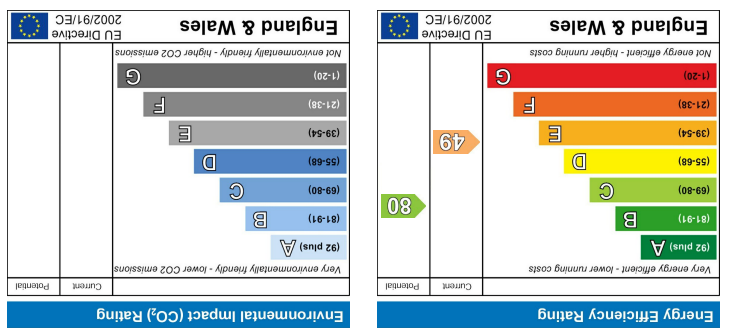 Energy Efficiency Rating
Current
Potential
Very energy efficient - lower running costs
(92 plus) A
(81-91) B
(69-80) C
80
(55-68) D
(39-54) E
49
(21-38) F
(1-20) G
Not energy efficient - higher running costs
England & Wales
EU Directive
2002/91/EC
Environmental Impact (CO₂) Rating
Current
Potential
Very environmentally friendly - lower CO2 emissions
(92 plus) A
(81-91) B
(69-80) C
(55-68) D
(39-54) E
(21-38) F
(1-20) G
Not environmentally friendly - higher CO2 emissions
England & Wales
EU Directive
2002/91/EC